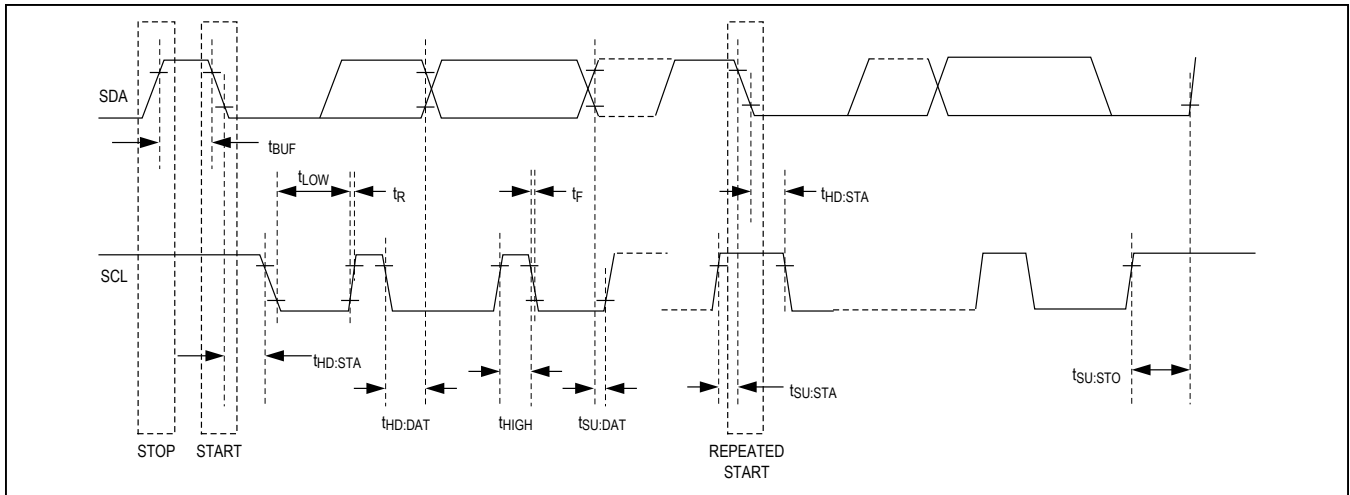 SDA
tBUF
tLOW
tR
tF
tHD:STA
SCL
tHD:STA
tSU:STA
tSU:STO
tHD:DAT
tHIGH
tSU:DAT
STOP
START
REPEATED
START